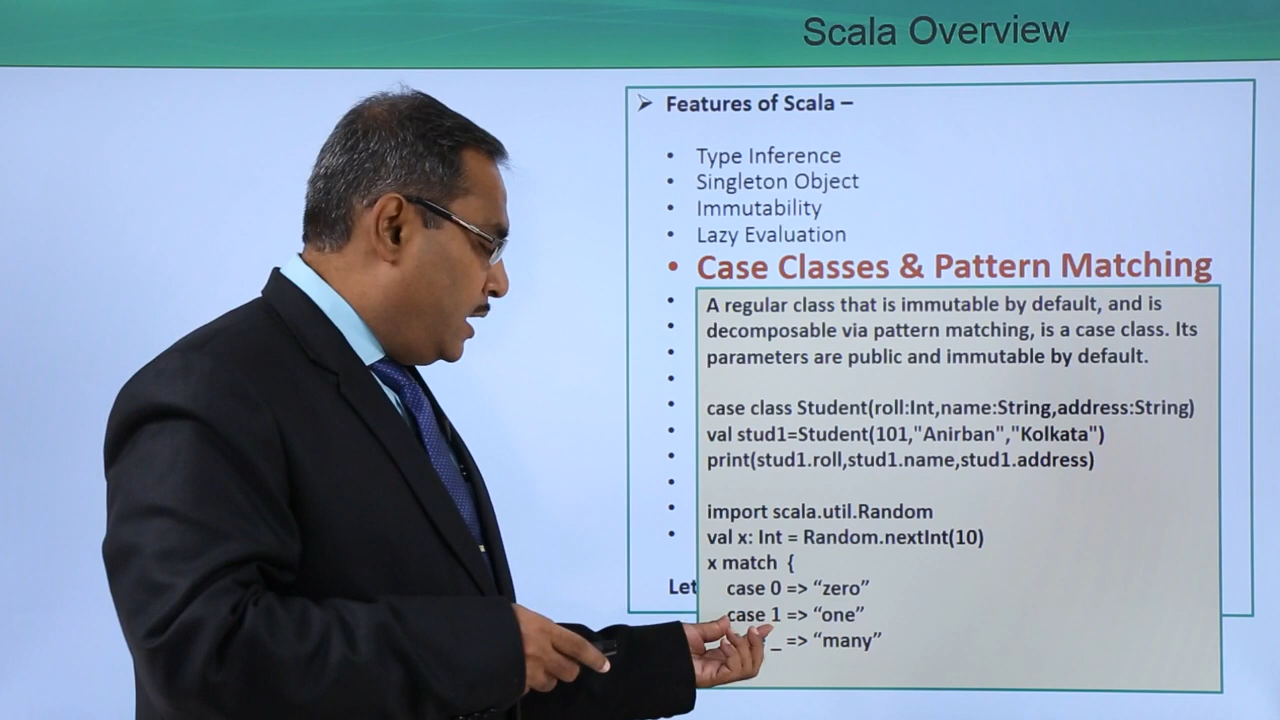 Scala Overview
Features of Scala –
• Type Inference
• Singleton Object
• Immutability
• Lazy Evaluation
• Case Classes & Pattern Matching
A regular class that is immutable by default, and is
decomposable via pattern matching, is a case class. Its
parameters are public and immutable by default.
case class Student(roll:Int,name:String,address:String)
val stud1=Student(101,"Anirban","Kolkata")
print(stud1.roll,stud1.name,stud1.address)
import scala.util.Random
val x: Int = Random.nextInt(10)
x match {
case 0 => “zero”
case 1 => “one”
_ => “many”
Let